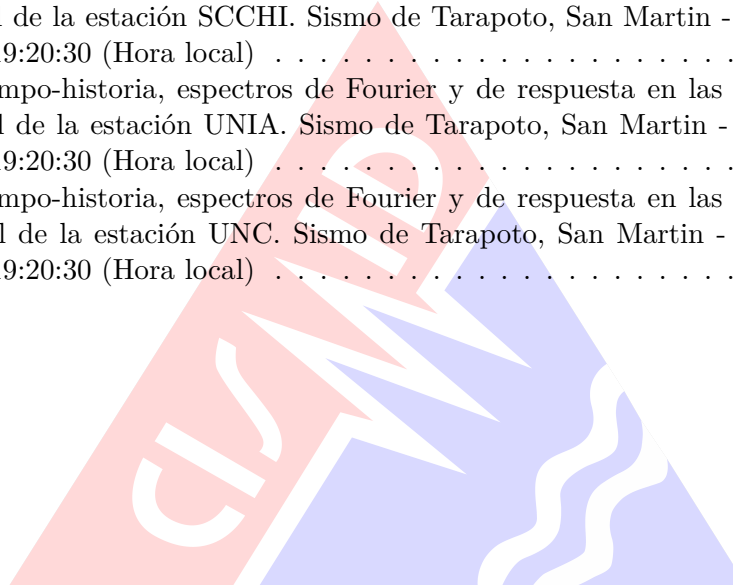 l de la estación SCCHI. Sismo de Tarapoto, San Martin -
9:20:30 (Hora local) . . . . . . . . . . . . . . . . . . . . .
mpo-historia, espectros de Fourier y de respuesta en las
l de la estación UNIA. Sismo de Tarapoto, San Martin -
9:20:30 (Hora local) . . . . . . . . . . . . . . . . . . . . .
mpo-historia, espectros de Fourier y de respuesta en las
l de la estación UNC. Sismo de Tarapoto, San Martin -
9:20:30 (Hora local) . . . . . . . . . . . . . . . . . . . . .
CISMID